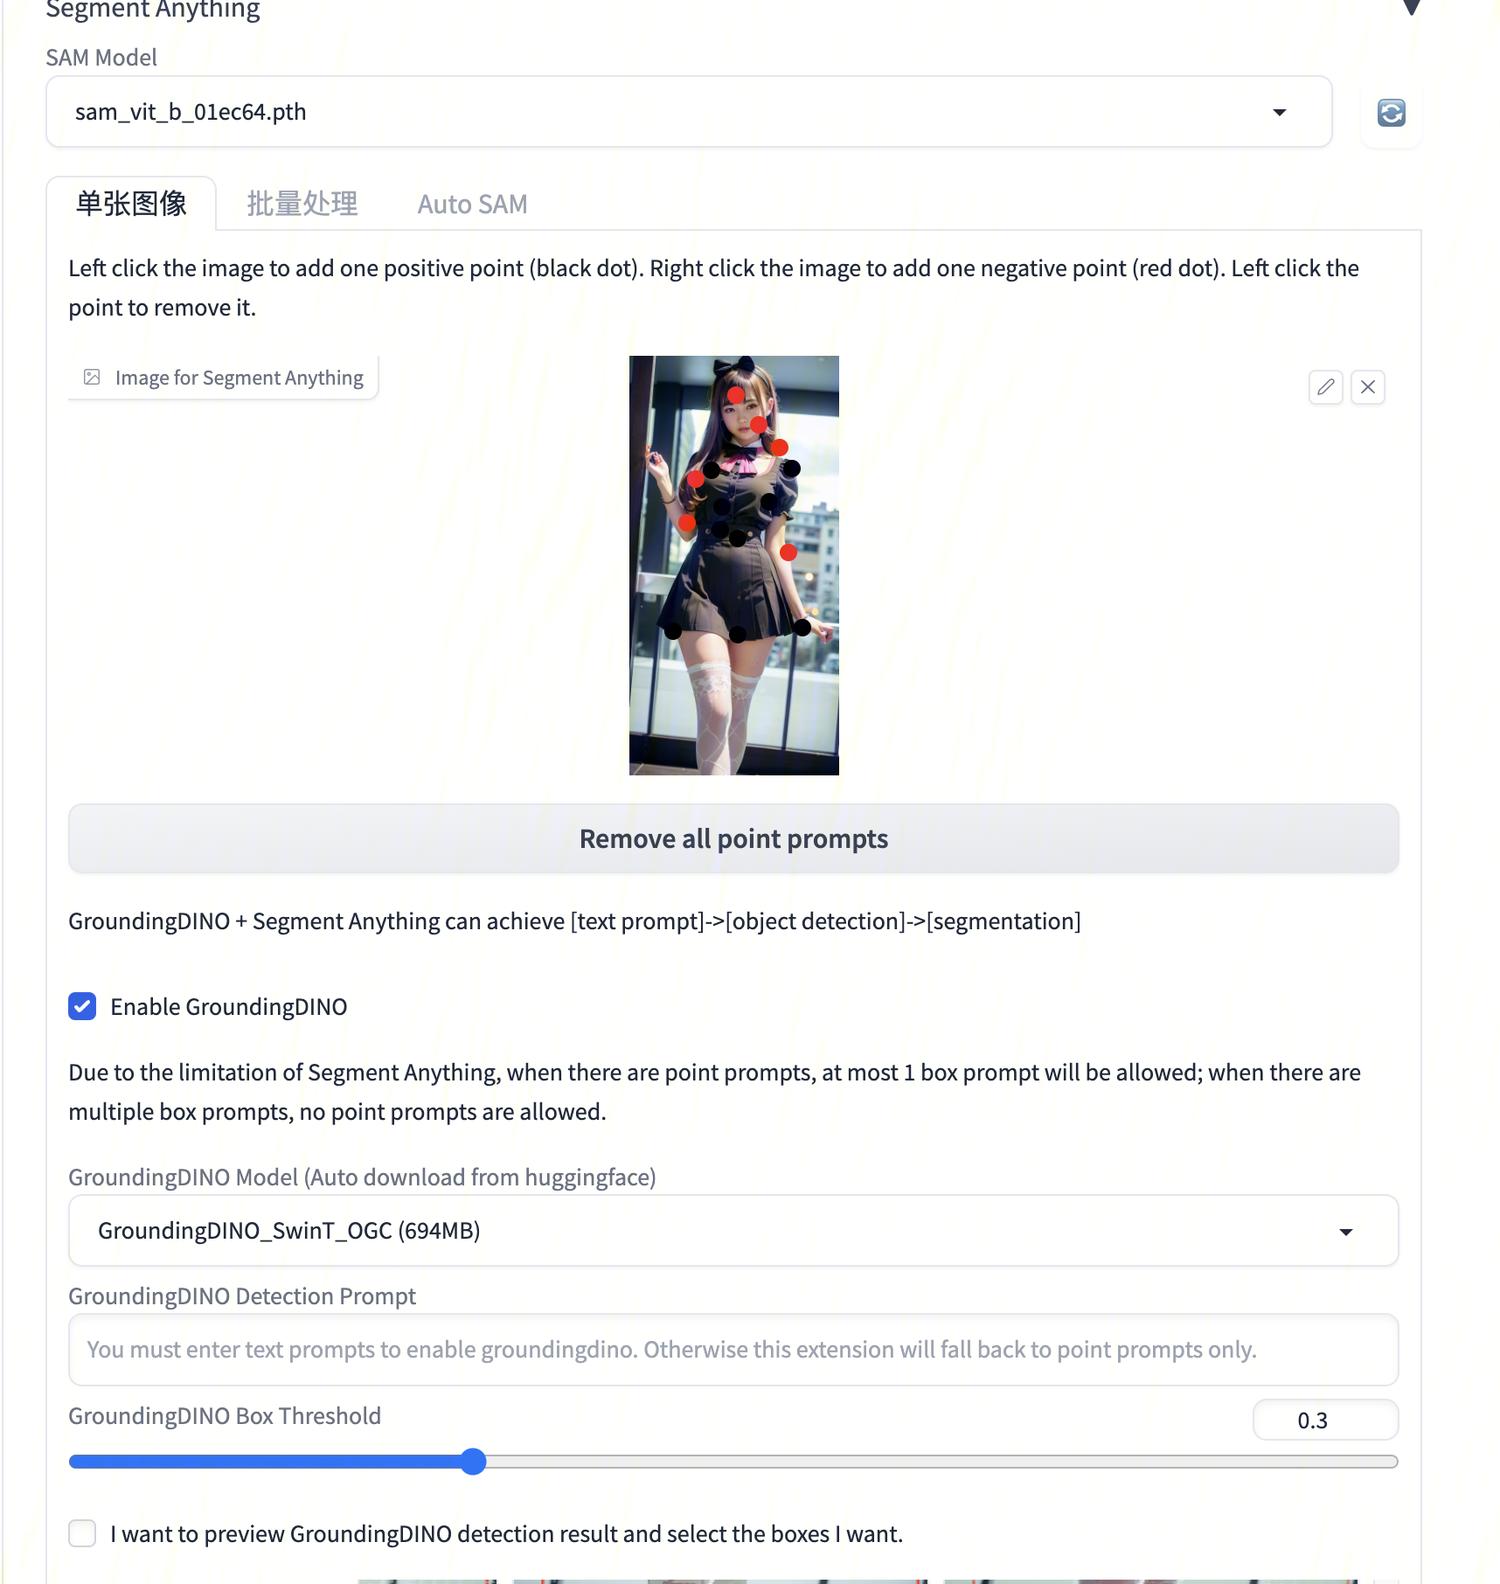 Segment Anything
SAM Model
sam_vit_b_01ec64.pth
单张图像
批量处理
Auto SAM
Left click the image to add one positive point (black dot). Right click the image to add one negative point (red dot). Left click the
point to remove it.
Image for Segment Anything
Remove all point prompts
GroundingDINO + Segment Anything can achieve [text prompt]->[object detection]->[segmentation]
Enable GroundingDINO
Due to the limitation of Segment Anything, when there are point prompts, at most 1 box prompt will be allowed; when there are
multiple box prompts, no point prompts are allowed.
GroundingDINO Model (Auto download from huggingface)
GroundingDINO_SwinT_OGC (694MB)
GroundingDINO Detection Prompt
You must enter text prompts to enable groundingdino. Otherwise this extension will fall back to point prompts only.
GroundingDINO Box Threshold
0.3
I want to preview GroundingDINO detection result and select the boxes I want.